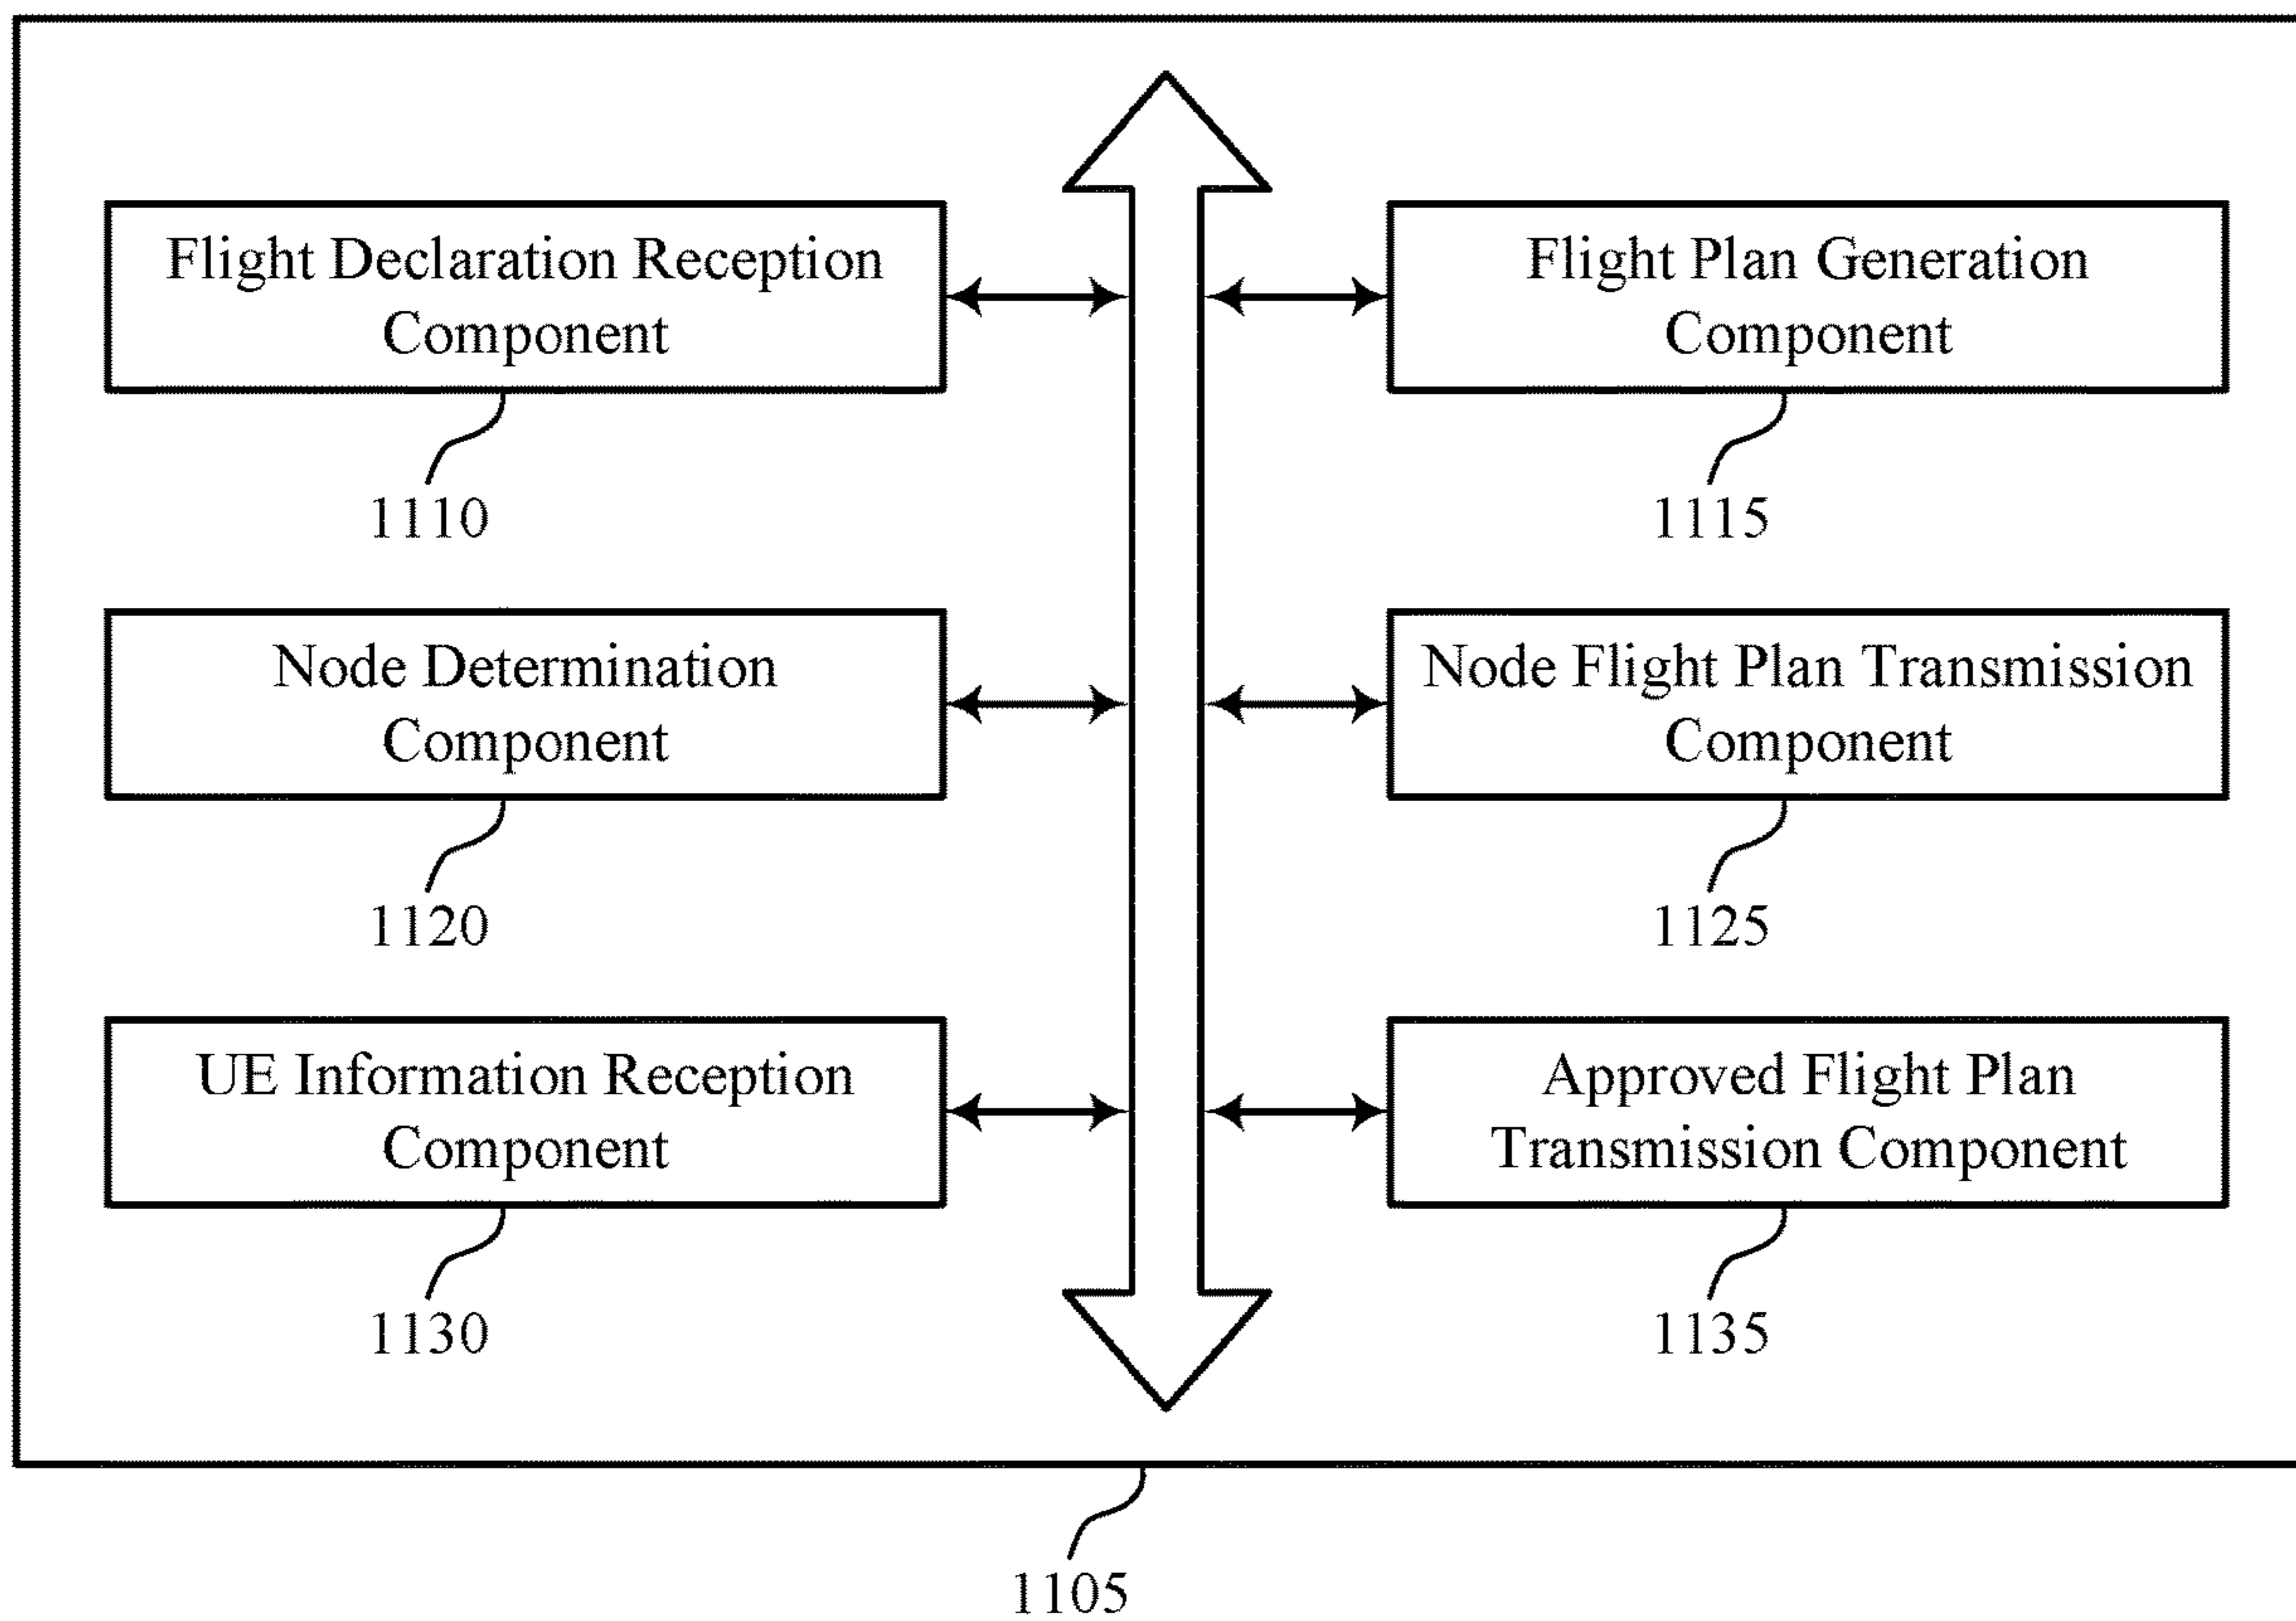 Flight Declaration Reception
Component
1110
Flight Plan Generation
Component
1115
Node Determination
Component
1120
Node Flight Plan Transmission
Component
1125
UE Information Reception
Component
1130
Approved Flight Plan
Transmission Component
1135
1105